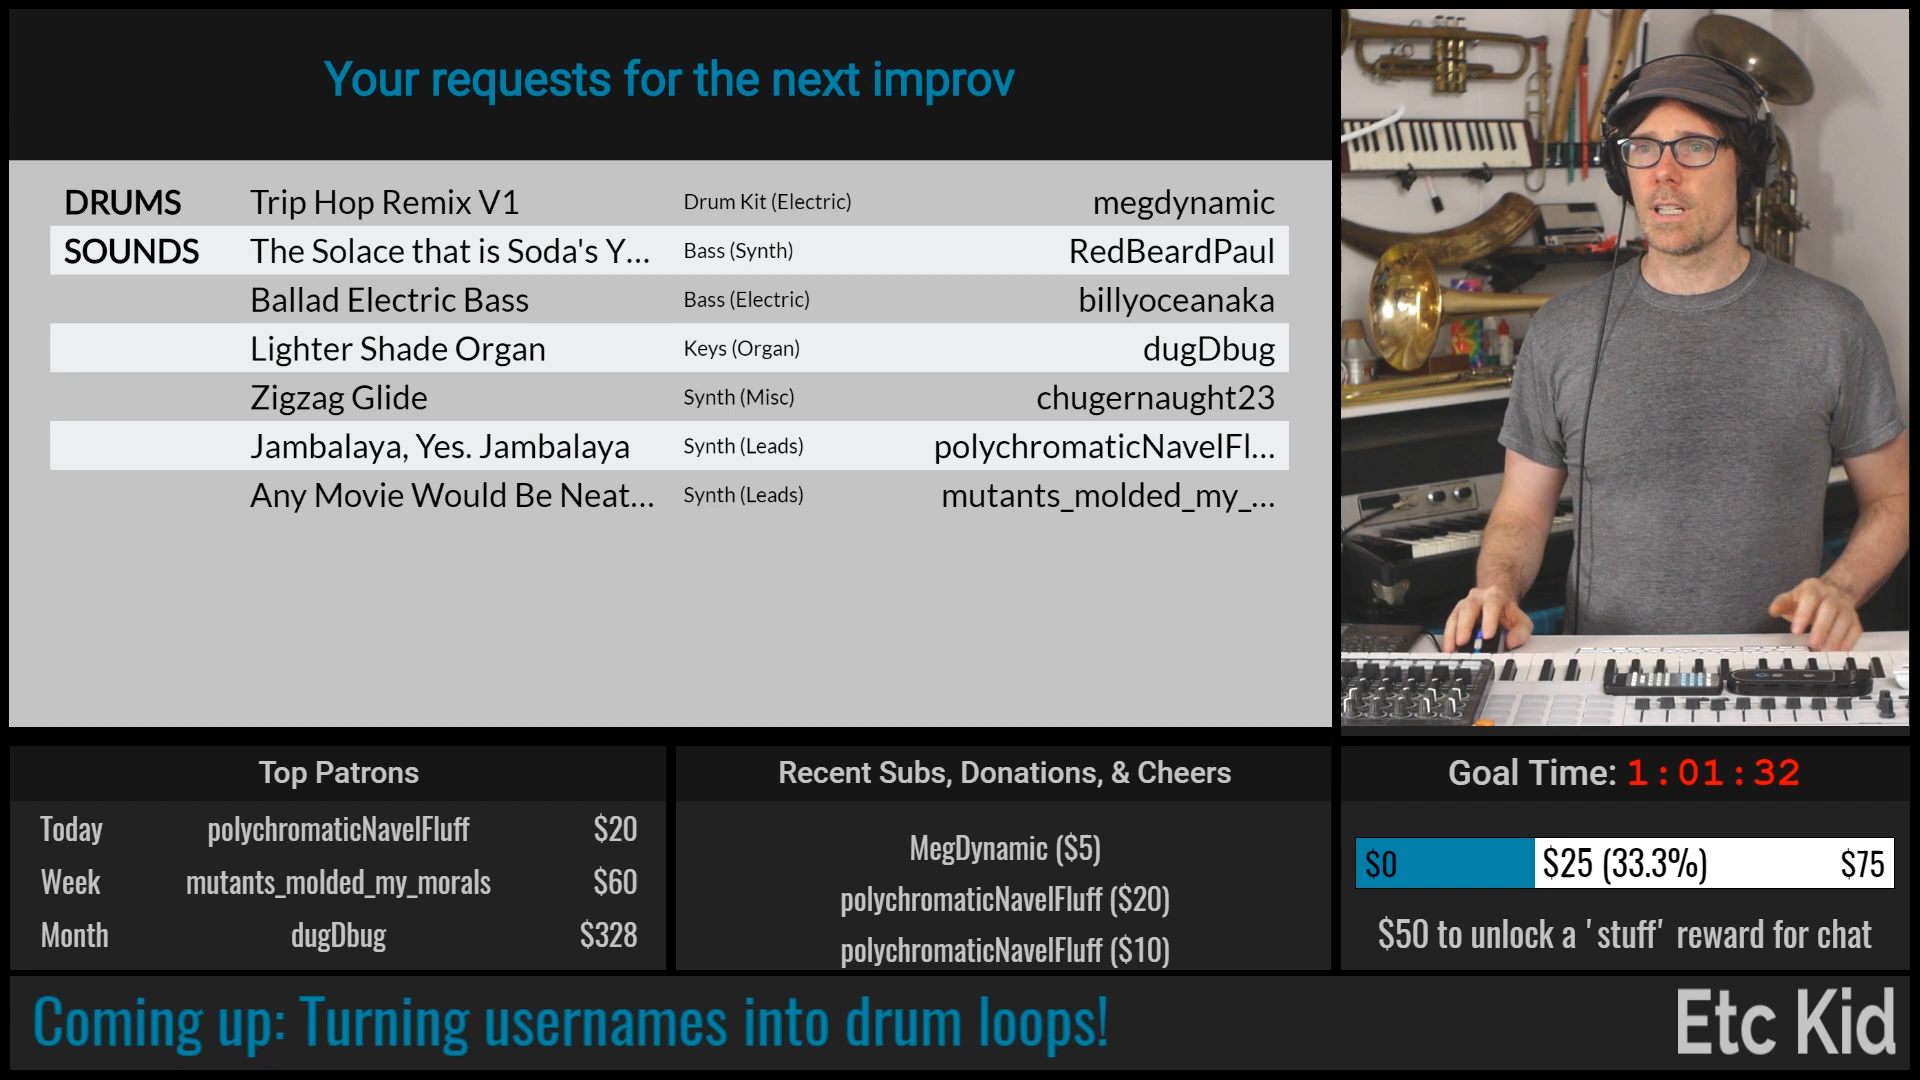 Your requests for the next improv
DRUMS Trip Hop Remix V1 Drum Kit (Electric) megdynamic
SOUNDS The Solace that is Soda's Y... Bass (Synth) RedBeardPaul
Ballad Electric Bass Bass (Electric) billyoceanaka
Lighter Shade Organ Keys (Organ) dugDbug
Zigzag Glide Synth (Misc) chugernaught23
Jambalaya, Yes. Jambalaya Synth (Leads) polychromaticNavelFl...
Any Movie Would Be Neat... Synth (Leads) mutants_molded_my_...
Top Patrons
Today polychromaticNavelFluff $20
Week mutants_molded_my_morals $60
Month dugDbug $328
Recent Subs, Donations, & Cheers
MegDynamic ($5)
polychromaticNavelFluff ($20)
polychromaticNavelFluff ($10)
Goal Time: 1:01:32
$0 $25 (33.3%) $75
$50 to unlock a 'stuff' reward for chat
Coming up: Turning usernames into drum loops!
Etc Kid